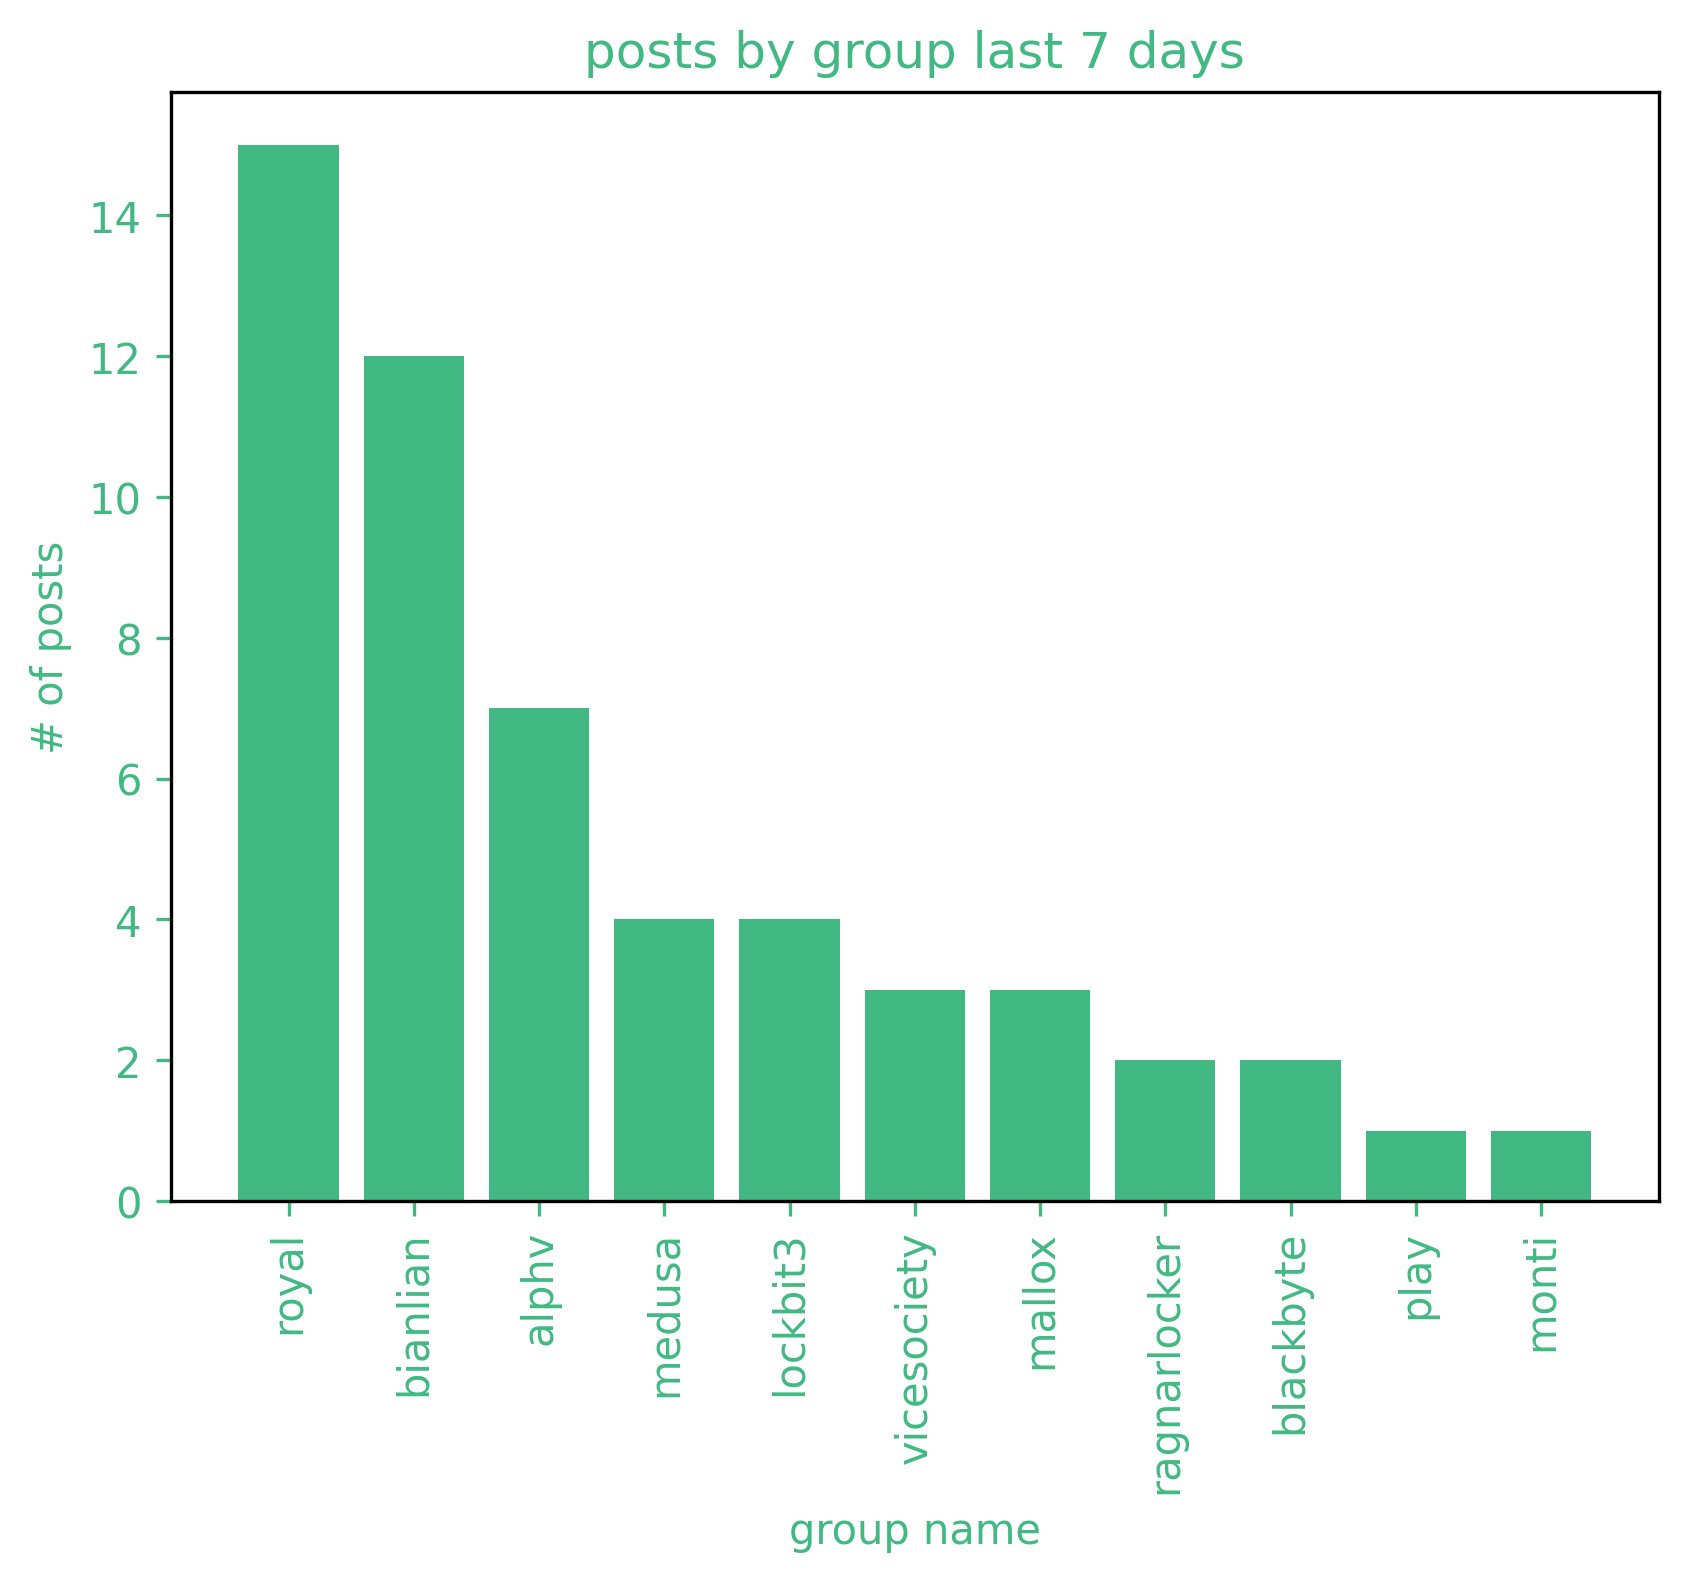 posts by group last 7 days
14
12
10
8
6
4
2
0
# of posts
royal
bianlian
alphv
medusa
lockbit3
vicesociety
mallox
ragnarlocker
blackbyte
play
monti
group name